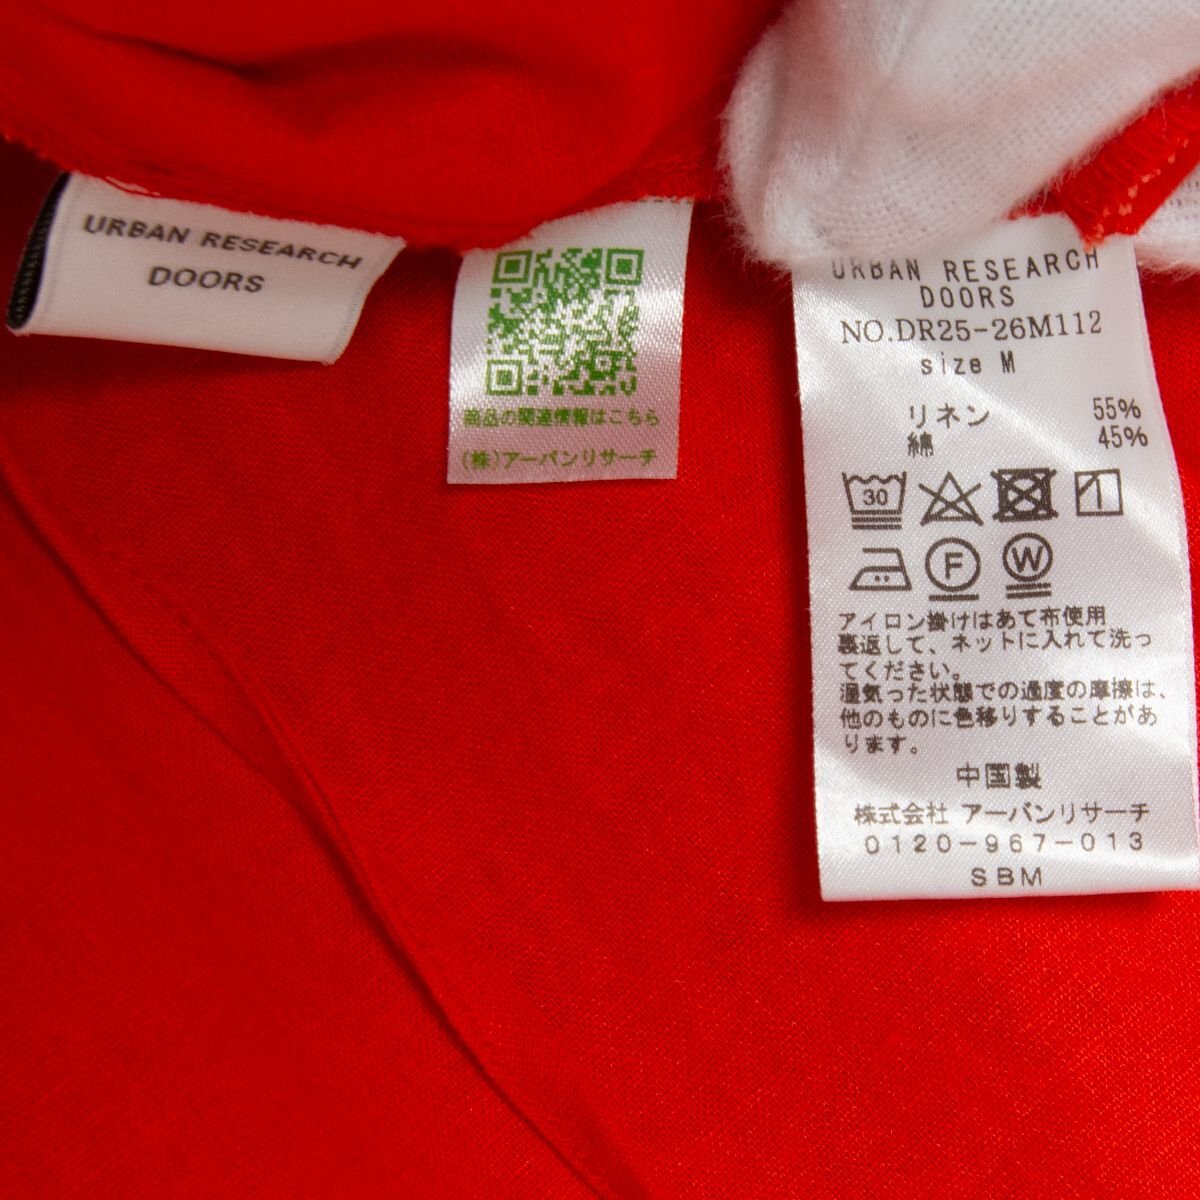 URBAN RESEARCH
DOORS
商品の関連情報はこちら
(株)アーバンリサーチ
URBAN RESEARCH
DOORS
NO.DR25-26M112
size M
リネン 55%
綿 45%
30
F
W
アイロン掛けはあて布使用
裏返して、ネットに入れて洗っ
てください。
湿気った状態での過度の摩擦は、
他のものに色移りすることがあ
ります。
中国製
株式会社 アーバンリサーチ
0120-967-013
SBM